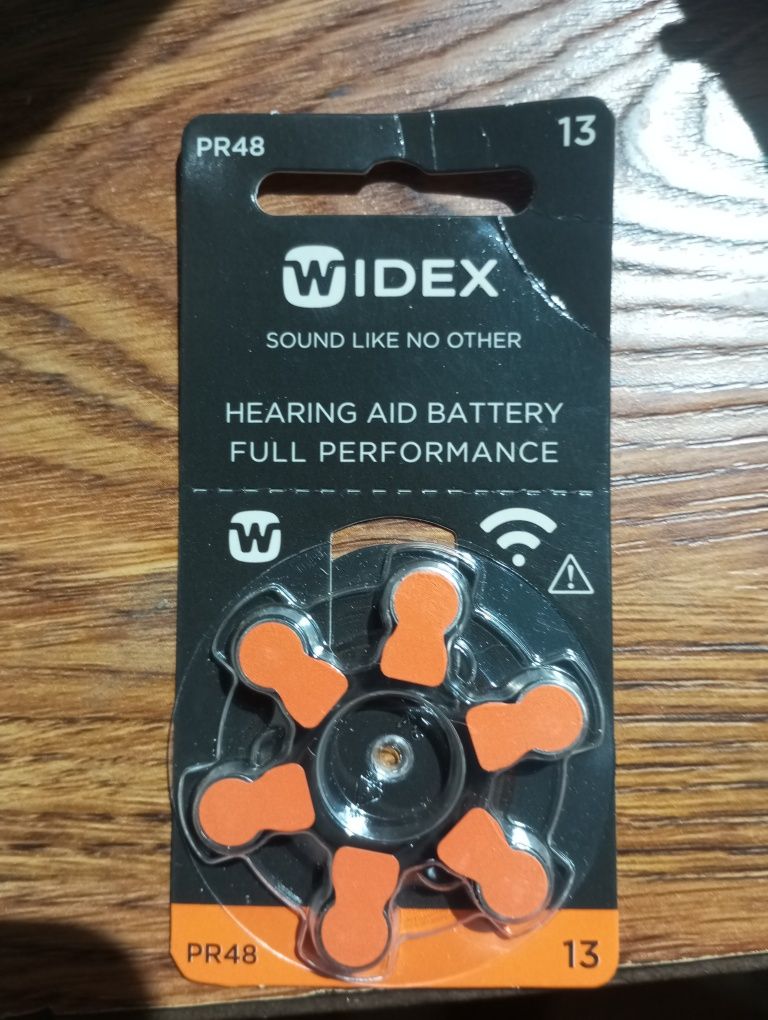 PR48 13
WIDEX
SOUND LIKE NO OTHER
HEARING AID BATTERY
FULL PERFORMANCE
W
PR48 13